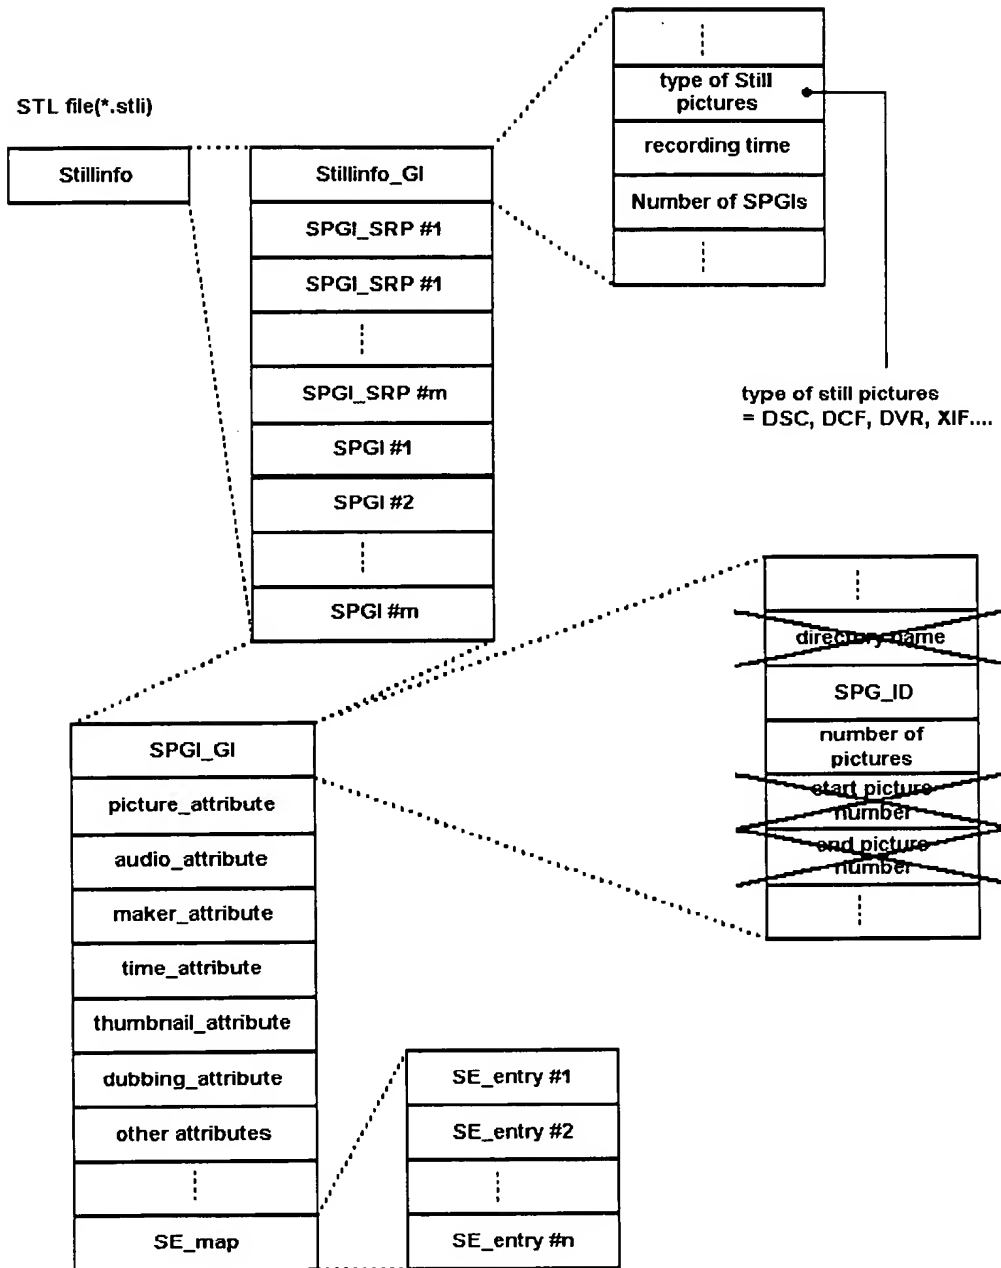 STL file(*.stli)
Stillinfo
Stillinfo_GI
SPGI_SRP #1
SPGI_SRP #1
SPGI_SRP #m
SPGI #1
SPGI #2
SPGI #m
type of Still
pictures
recording time
Number of SPGIs
type of still pictures
= DSC, DCF, DVR, XIF....
directory name
SPG_ID
number of
pictures
start picture
number
end picture
number
SPGI_GI
picture_attribute
audio_attribute
maker_attribute
time_attribute
thumbnail_attribute
dubbing_attribute
other attributes
SE_map
SE_entry #1
SE_entry #2
SE_entry #n